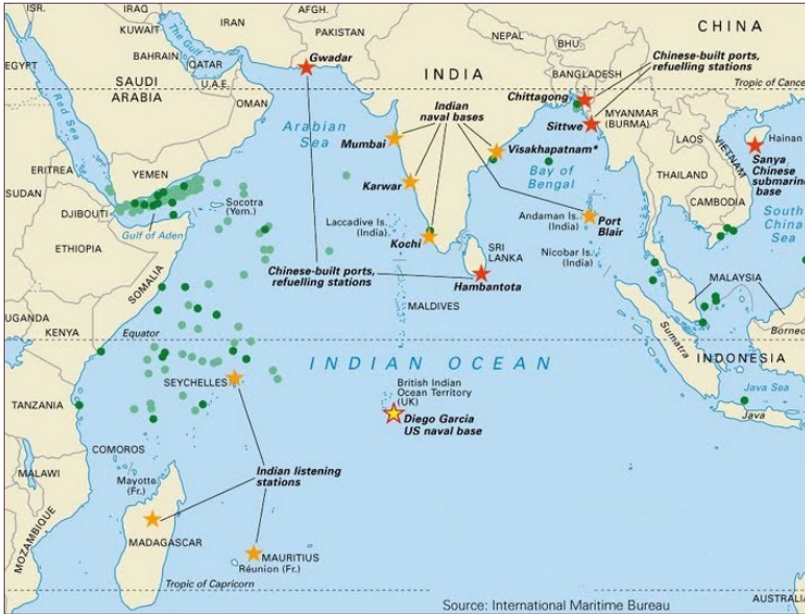 ISR.
IRAQ
IRAN
AFGH.
KUWAIT
PAKISTAN
NEPAL
BHU.
CHINA
The Gulf
BAHRAIN
QATAR
EGYPT
SAUDI
ARABIA
U.A.E.
OMAN
Gwadar
INDIA
BANGLADESH
Chinese-built ports,
refuelling stations
Tropic of Cance
Chittagong
Sittwe
MYANMAR
(BURMA)
Hainan
Red Sea
Arabian
Sea
Indian
naval bases
Mumbai
Visakhapatnam*
LAOS
VIETNAM
Sanya
Chinese
submarine
base
ERITREA
YEMEN
SUDAN
Karwar
Bay of
Bengal
THAILAND
CAMBODIA
DJIBOUTI
Socotra
(Yem.)
Gulf of Aden
Laccadive Is.
(India)
Kochi
Andaman Is.
(India)
Port
Blair
South
China
Sea
ETHIOPIA
SRI
LANKA
Nicobar Is.
(India)
SOMALIA
Chinese-built ports,
refuelling stations
Hambantota
MALAYSIA
MALDIVES
UGANDA
KENYA
Equator
Sumatra
Borneo
INDIAN OCEAN
INDONESIA
SEYCHELLES
British Indian
Ocean Territory
(UK)
Java Sea
TANZANIA
Diego Garcia
US naval base
Java
COMOROS
MALAWI
Mayotte
(Fr.)
Indian listening
stations
MOZAMBIQUE
MADAGASCAR
MAURITIUS
Réunion (Fr.)
Tropic of Capricorn
AUSTRALIA
Source: International Maritime Bureau